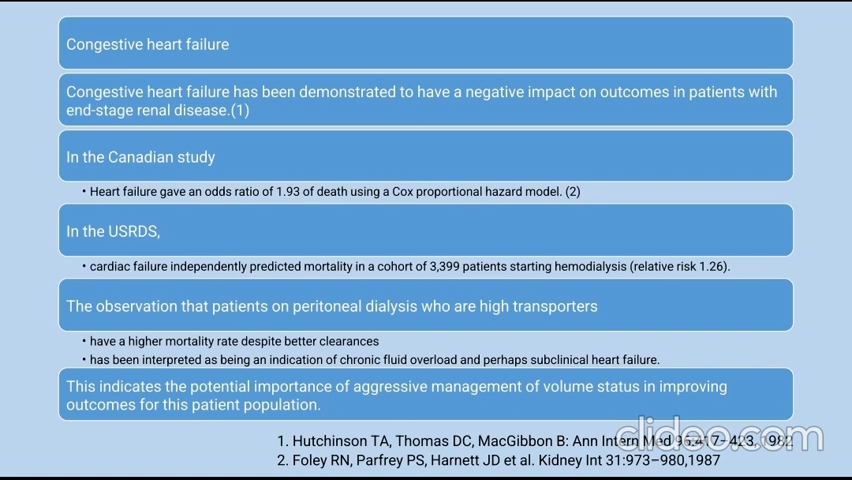 Congestive heart failure
Congestive heart failure has been demonstrated to have a negative impact on outcomes in patients with
end-stage renal disease.(1)
In the Canadian study
• Heart failure gave an odds ratio of 1.93 of death using a Cox proportional hazard model. (2)
In the USRDS,
• cardiac failure independently predicted mortality in a cohort of 3,399 patients starting hemodialysis (relative risk 1.26).
The observation that patients on peritoneal dialysis who are high transporters
• have a higher mortality rate despite better clearances
• has been interpreted as being an indication of chronic fluid overload and perhaps subclinical heart failure.
This indicates the potential importance of aggressive management of volume status in improving
outcomes for this patient population.
1. Hutchinson TA, Thomas DC, MacGibbon B: Ann Intern Med 96:417–423, 1982
2. Foley RN, Parfrey PS, Harnett JD et al. Kidney Int 31:973–980,1987
clideo.com